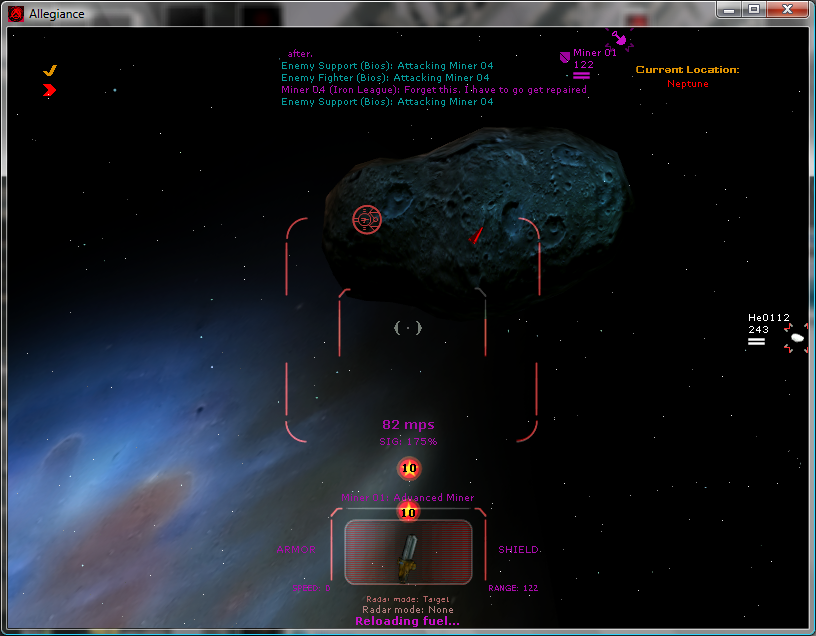 Allegiance
after.
Enemy Support (Bios): Attacking Miner 04
Enemy Fighter (Bios): Attacking Miner 04
Miner 04 (Iron League): Forget this. I have to go get repaired
Enemy Support (Bios): Attacking Miner 04
Miner 01
122
Current Location:
Neptune
He0112
243
82 mps
SIG: 175%
10
Miner 01: Advanced Miner
10
ARMOR
SHIELD
RANGE: 122
Radar mode: Target
Radar mode: None
Reloading fuel...